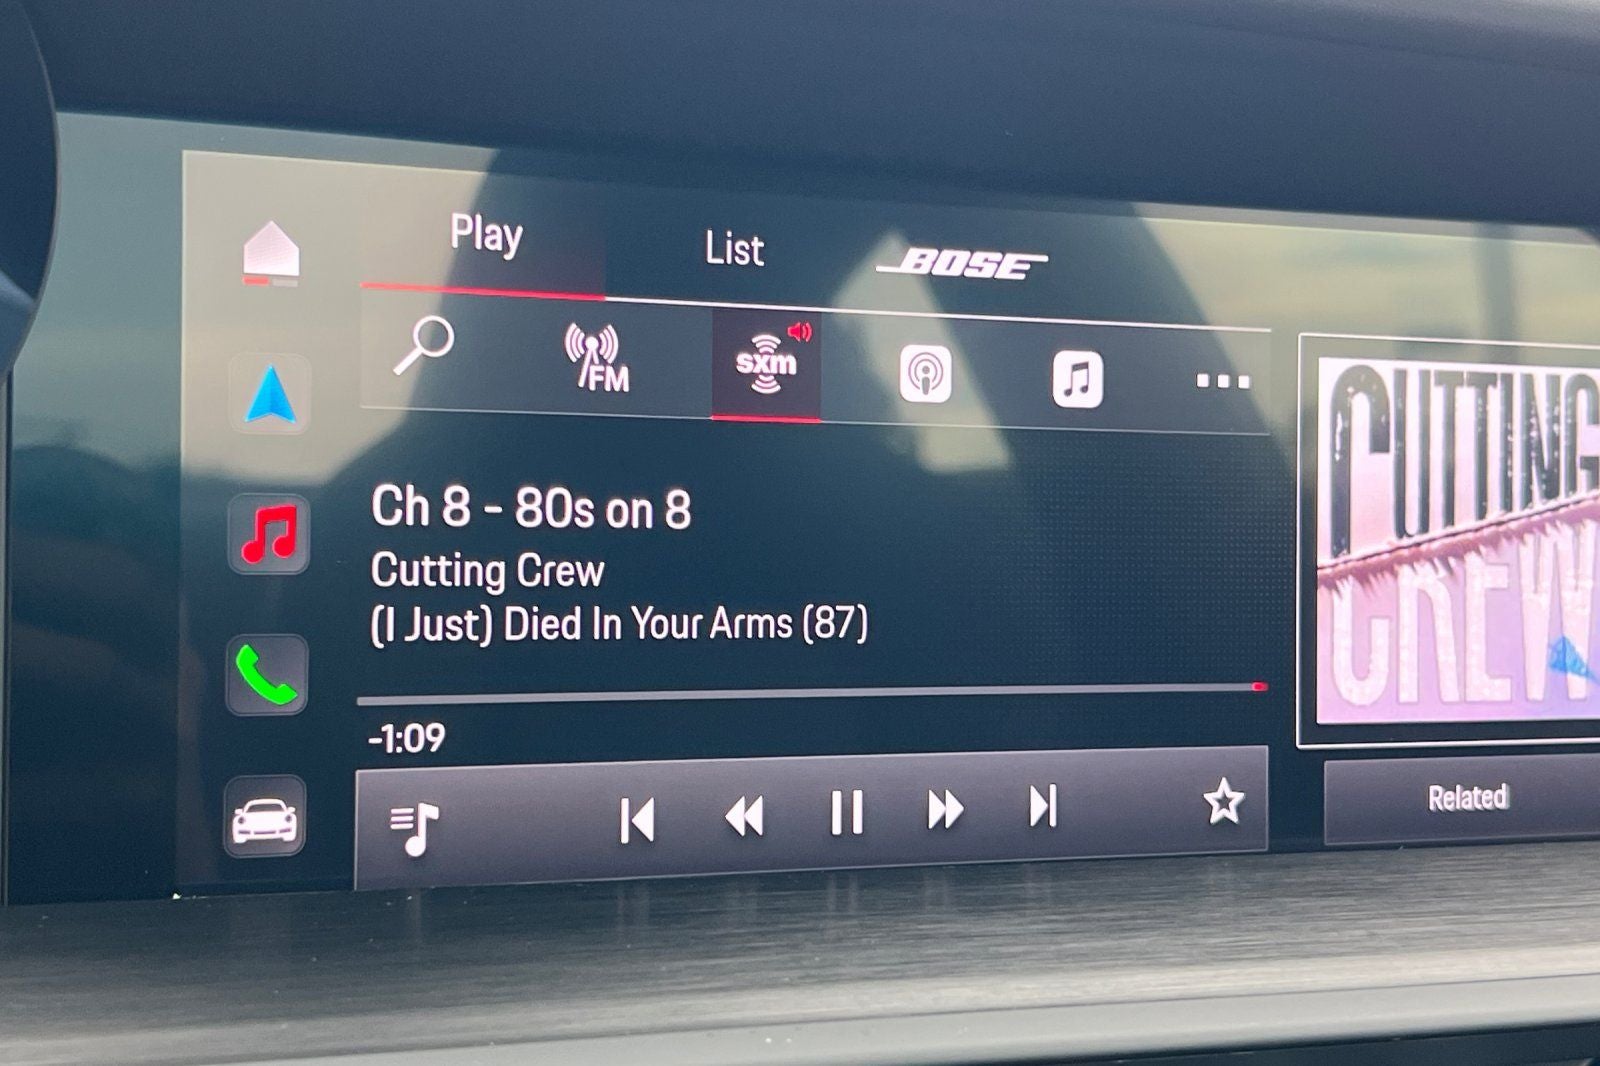 Play
List
BOSE
FM
sxm
Ch 8 - 80s on 8
Cutting Crew
(I Just) Died In Your Arms (87)
-1:09
CUTTING
CREW
Related